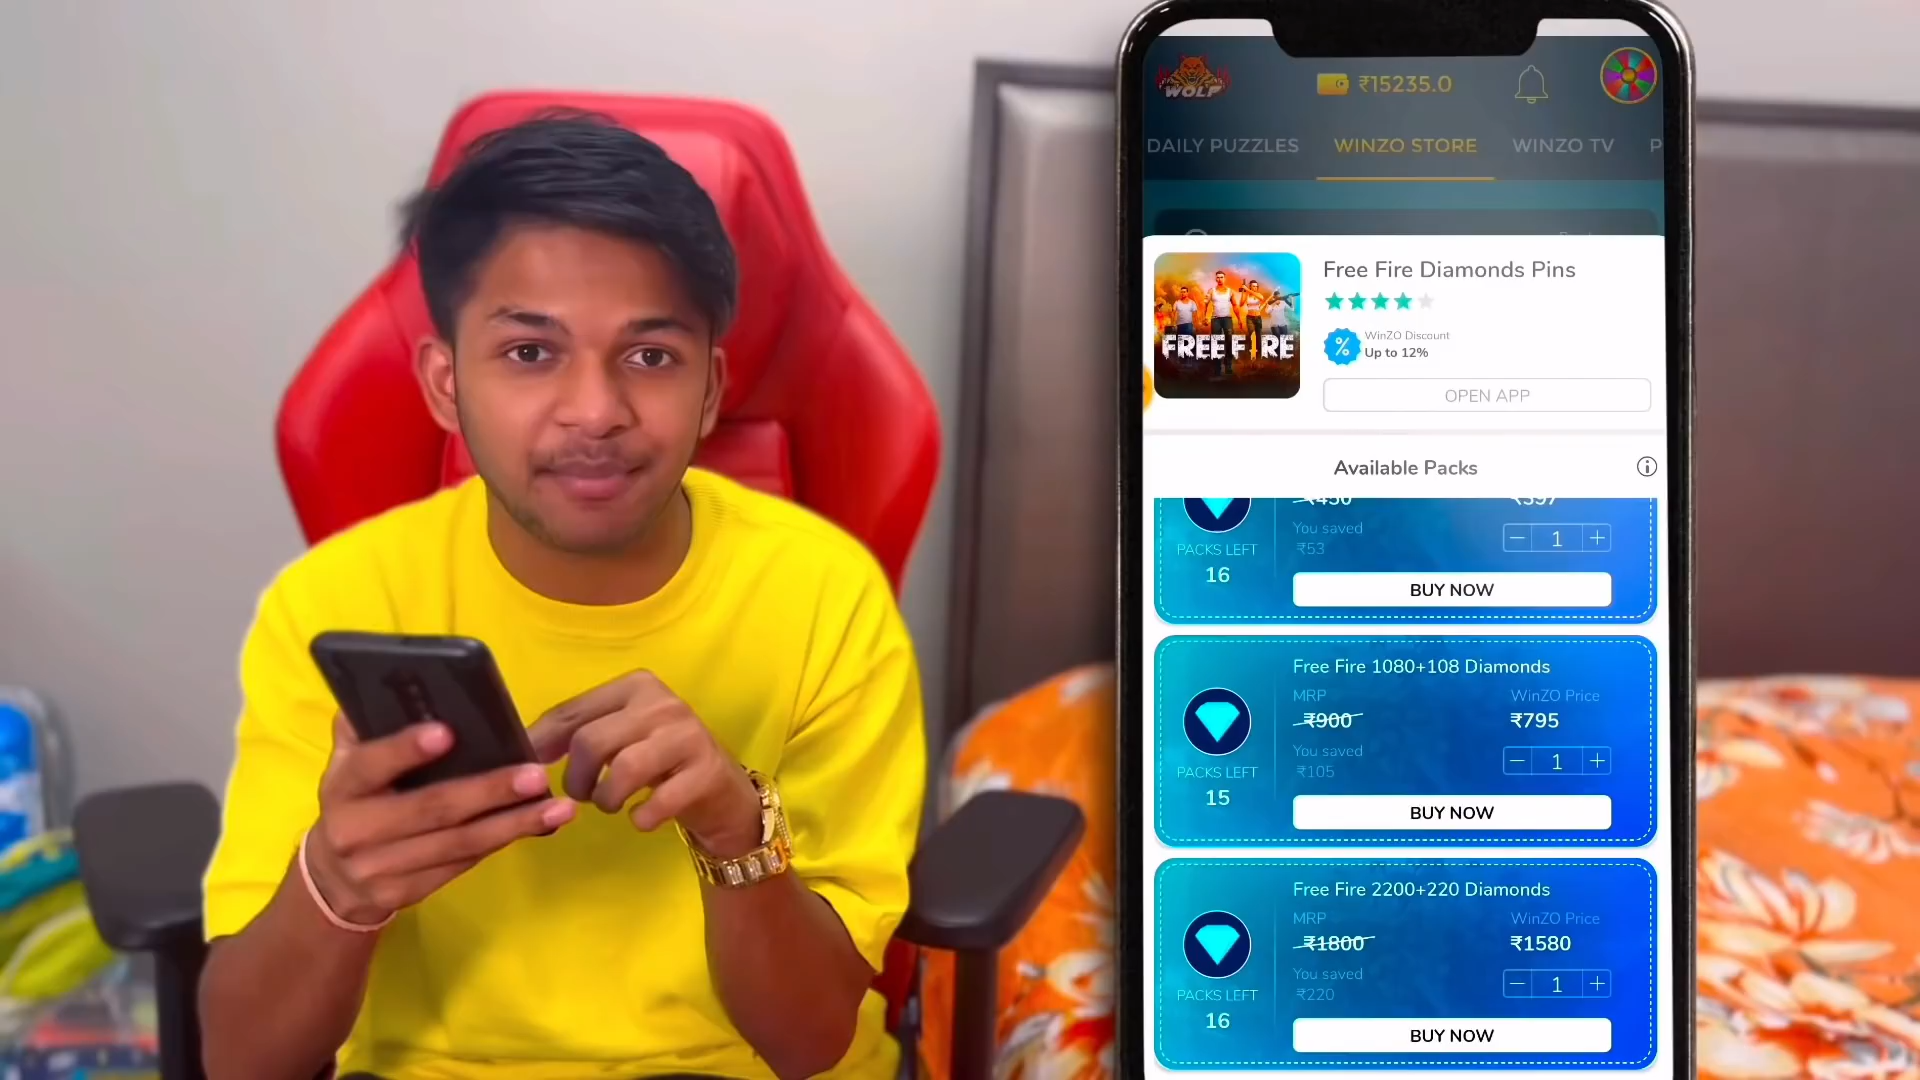 WOLF
₹15235.0
DAILY PUZZLES
WINZO STORE
WINZO TV
P
Free Fire Diamonds Pins
FREE FIRE
%
WinZO Discount
Up to 12%
OPEN APP
Available Packs
₹450
₹397
You saved
₹53
PACKS LEFT
16
1
BUY NOW
Free Fire 1080+108 Diamonds
MRP
WinZO Price
₹900
₹795
You saved
₹105
PACKS LEFT
15
1
BUY NOW
Free Fire 2200+220 Diamonds
MRP
WinZO Price
₹1800
₹1580
You saved
₹220
PACKS LEFT
16
1
BUY NOW